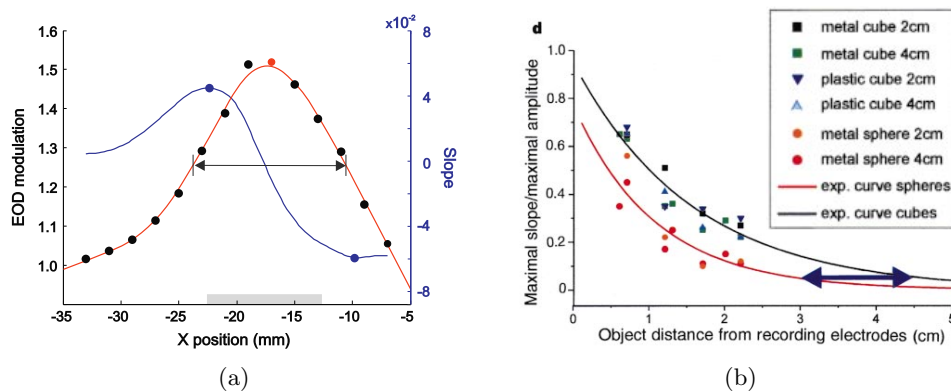 x10⁻²
1.6
1.5
1.4
1.3
1.2
1.1
1.0
EOD modulation
8
4
0
-4
-8
Slope
-35 -30 -25 -20 -15 -10 -5
X position (mm)
(a)
d
metal cube 2cm
metal cube 4cm
plastic cube 2cm
plastic cube 4cm
metal sphere 2cm
metal sphere 4cm
exp. curve spheres
exp. curve cubes
1.0
0.8
0.6
0.4
0.2
0
Maximal slope/maximal amplitude
0 1 2 3 4 5
Object distance from recording electrodes (cm)
(b)